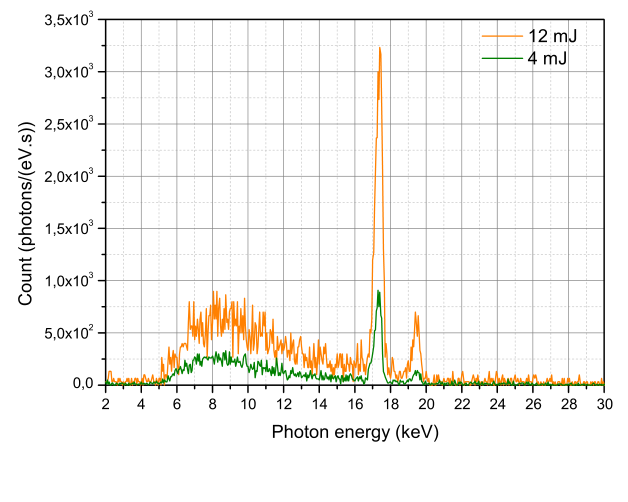 3,5x10³
3,0x10³
2,5x10³
2,0x10³
1,5x10³
1,0x10³
5,0x10²
0,0
2 4 6 8 10 12 14 16 18 20 22 24 26 28 30
Count (photons/(eV.s))
Photon energy (keV)
12 mJ
4 mJ